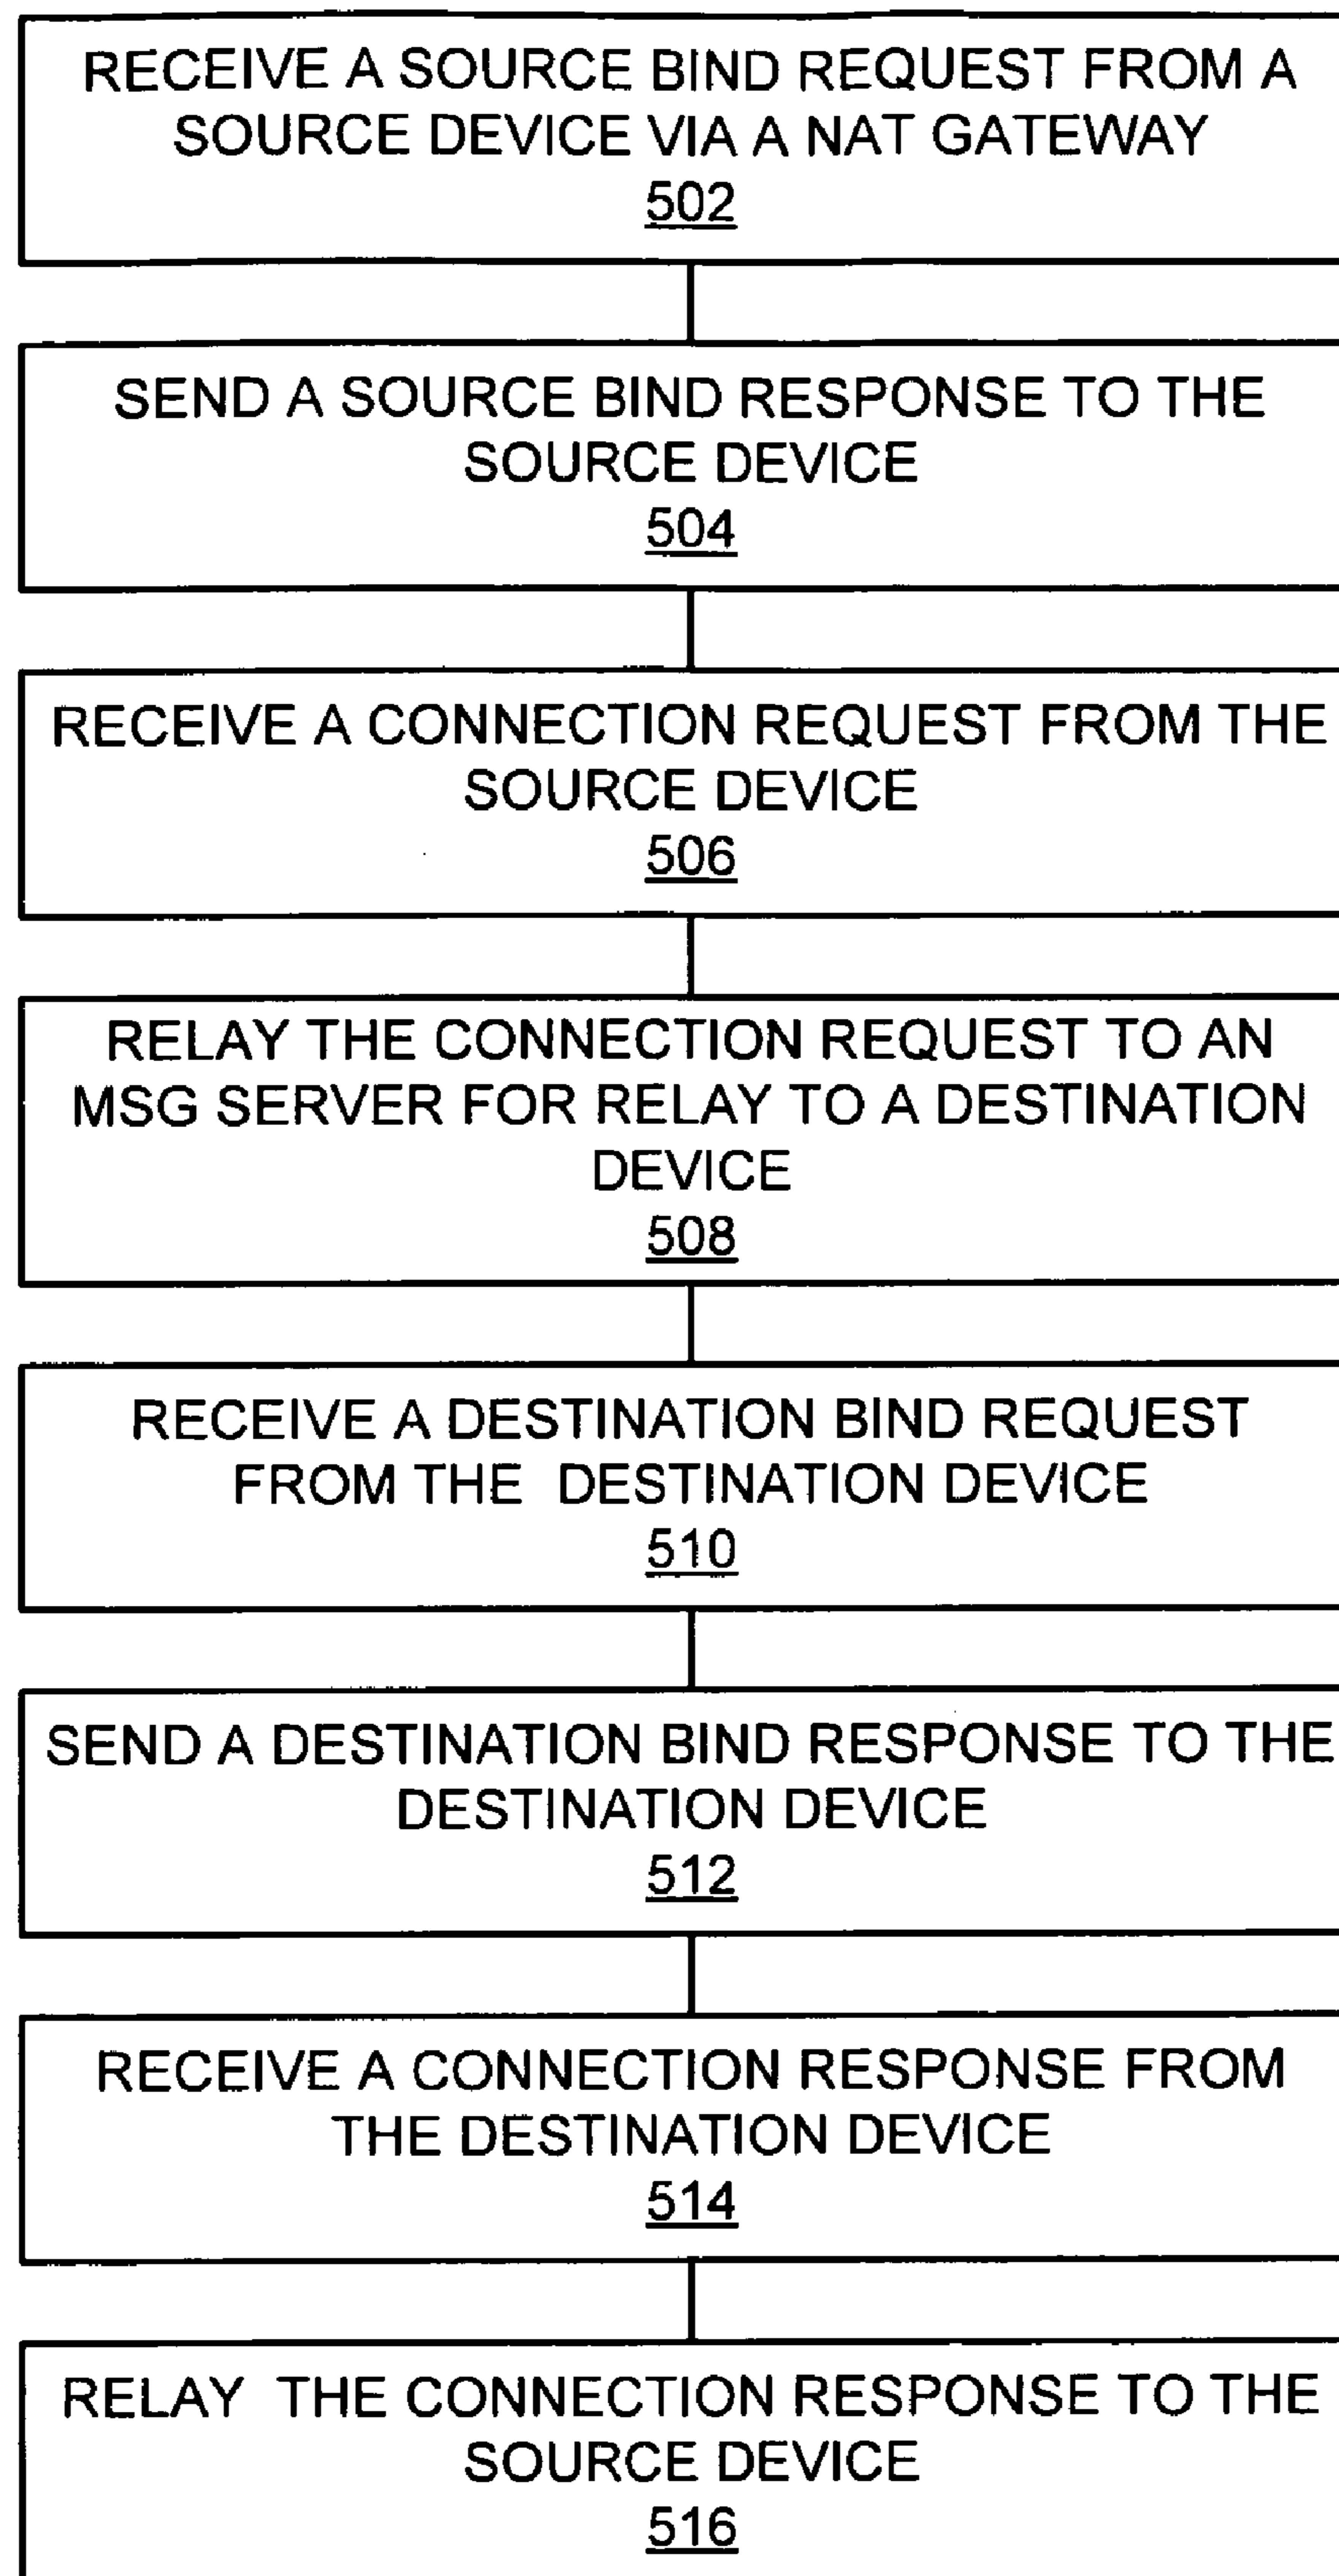 RECEIVE A SOURCE BIND REQUEST FROM A
SOURCE DEVICE VIA A NAT GATEWAY
502
SEND A SOURCE BIND RESPONSE TO THE
SOURCE DEVICE
504
RECEIVE A CONNECTION REQUEST FROM THE
SOURCE DEVICE
506
RELAY THE CONNECTION REQUEST TO AN
MSG SERVER FOR RELAY TO A DESTINATION
DEVICE
508
RECEIVE A DESTINATION BIND REQUEST
FROM THE DESTINATION DEVICE
510
SEND A DESTINATION BIND RESPONSE TO THE
DESTINATION DEVICE
512
RECEIVE A CONNECTION RESPONSE FROM
THE DESTINATION DEVICE
514
RELAY THE CONNECTION RESPONSE TO THE
SOURCE DEVICE
516